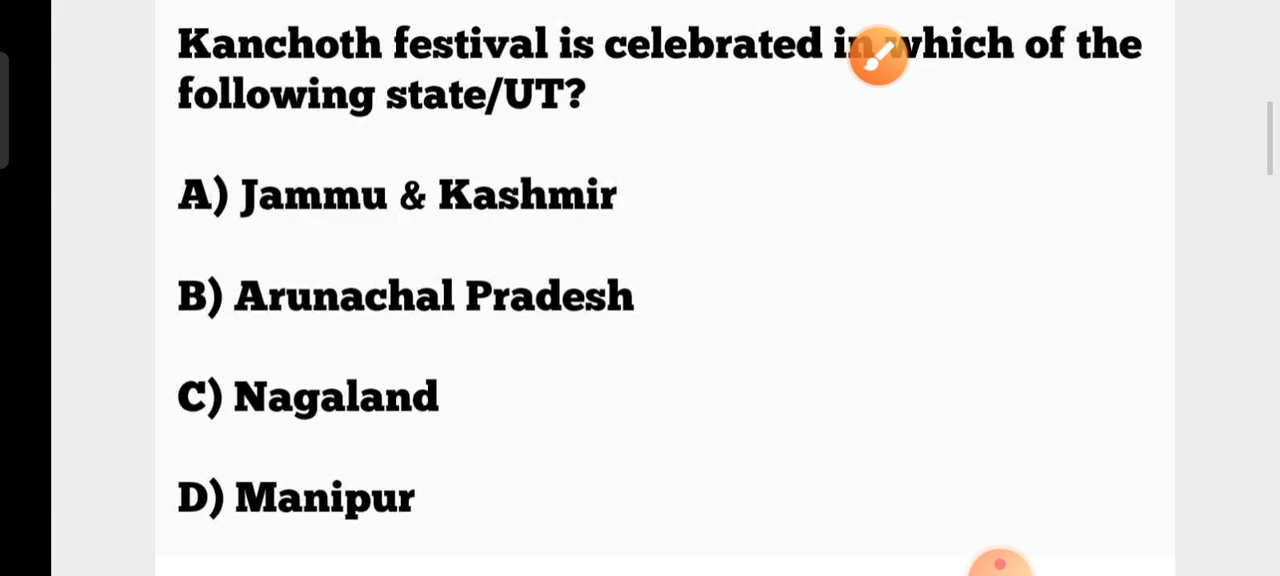 Kanchoth festival is celebrated in which of the
following state/UT?
A) Jammu & Kashmir
B) Arunachal Pradesh
C) Nagaland
D) Manipur